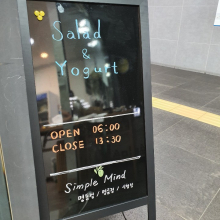 Salad
&
Yogurt
OPEN 06:00
CLOSE 13:30
Simple Mind